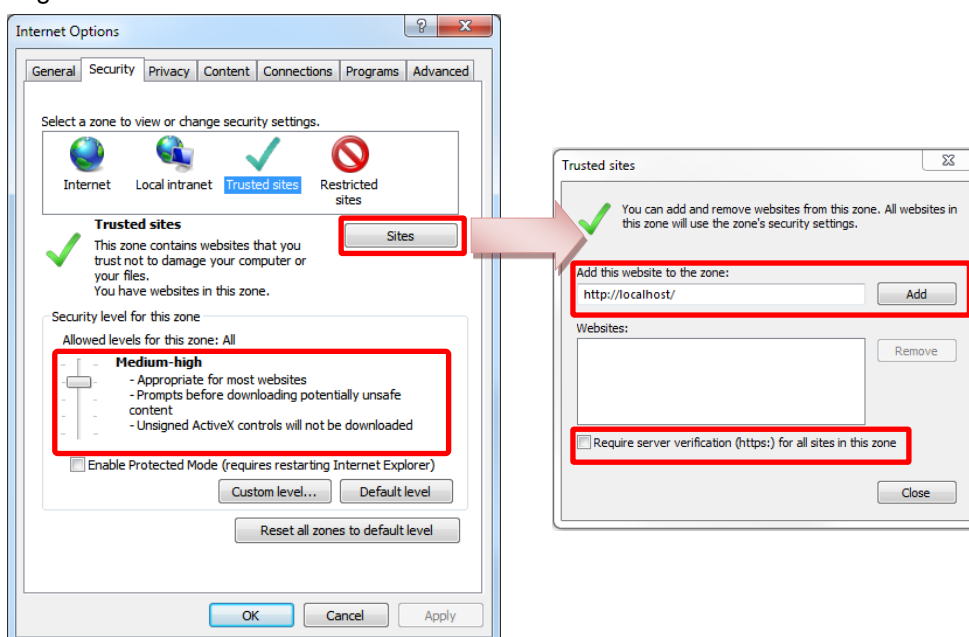 Internet Options
General Security Privacy Content Connections Programs Advanced
Select a zone to view or change security settings.
Internet Local intranet Trusted sites Restricted
sites
Trusted sites
This zone contains websites that you
trust not to damage your computer or
your files.
You have websites in this zone.
Sites
Security level for this zone
Allowed levels for this zone: All
Medium-high
- Appropriate for most websites
- Prompts before downloading potentially unsafe
content
- Unsigned ActiveX controls will not be downloaded
Enable Protected Mode (requires restarting Internet Explorer)
Custom level... Default level
Reset all zones to default level
OK Cancel Apply
Trusted sites
You can add and remove websites from this zone. All websites in
this zone will use the zone's security settings.
Add this website to the zone:
http://localhost/ Add
Websites:
Remove
Require server verification (https:) for all sites in this zone
Close